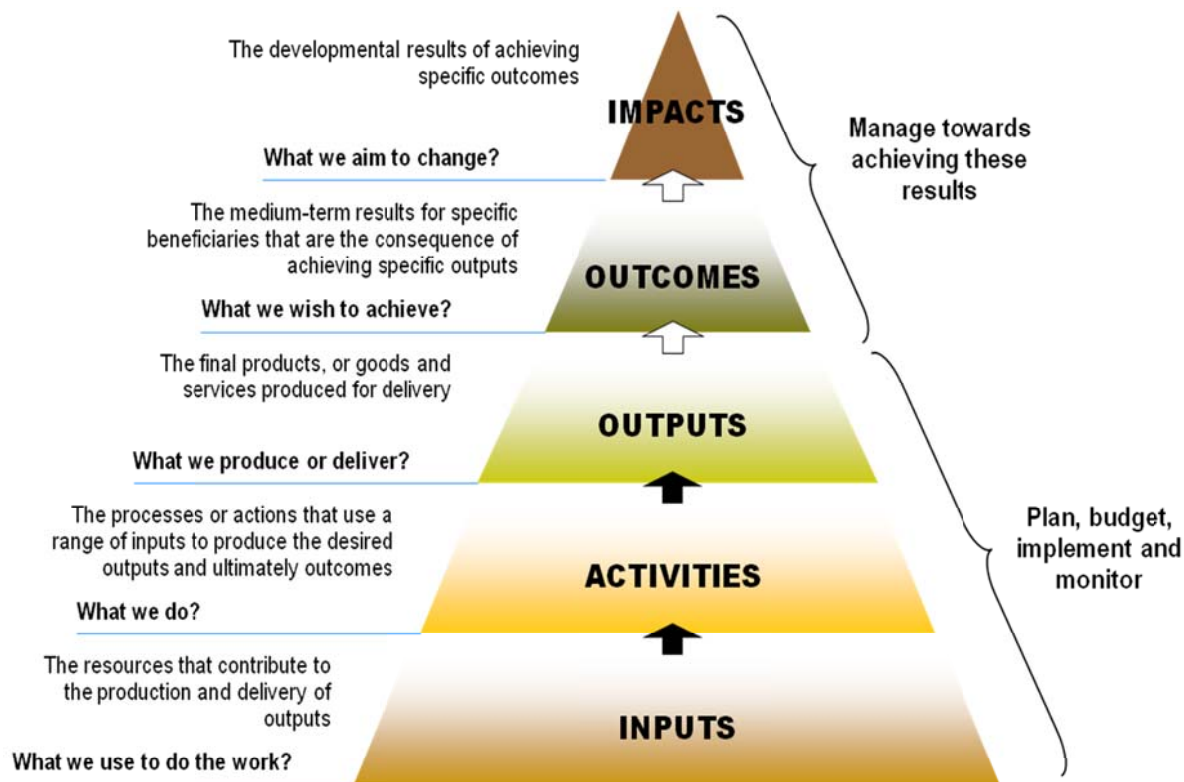 The developmental results of achieving
specific outcomes
IMPACTS
What we aim to change?
Manage towards
achieving these
results
The medium-term results for specific
beneficiaries that are the consequence of
achieving specific outputs
OUTCOMES
What we wish to achieve?
The final products, or goods and
services produced for delivery
OUTPUTS
What we produce or deliver?
The processes or actions that use a
range of inputs to produce the desired
outputs and ultimately outcomes
ACTIVITIES
What we do?
Plan, budget,
implement and
monitor
The resources that contribute to
the production and delivery of
outputs
INPUTS
What we use to do the work?